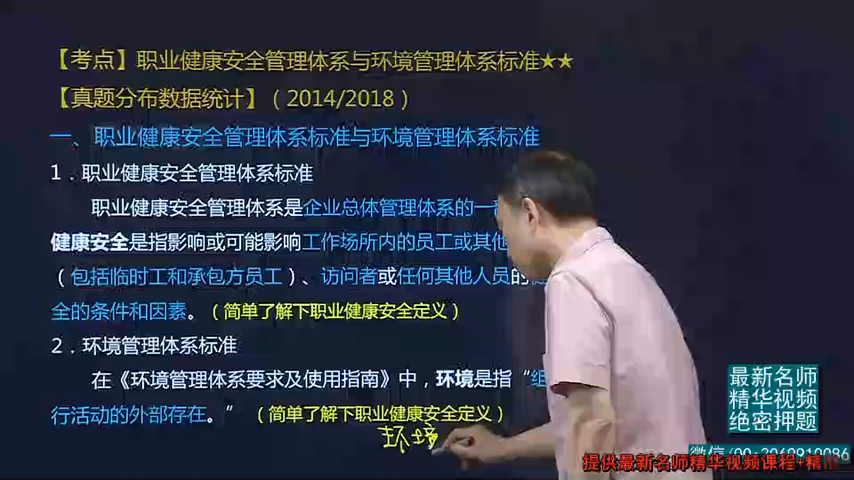 【考点】职业健康安全管理体系与环境管理体系标准★★
【真题分布数据统计】（2014/2018）
一、职业健康安全管理体系标准与环境管理体系标准
1．职业健康安全管理体系标准
职业健康安全管理体系是企业总体管理体系的一
健康安全是指影响或可能影响工作场所内的员工或其他
（包括临时工和承包方员工）、访问者或任何其他人员的
全的条件和因素。（简单了解下职业健康安全定义）
2．环境管理体系标准
在《环境管理体系要求及使用指南》中，环境是指“组
行活动的外部存在。”（简单了解下职业健康安全定义）
环境
最新名师
精华视频
绝密押题
提供最新名师精华视频课程+精